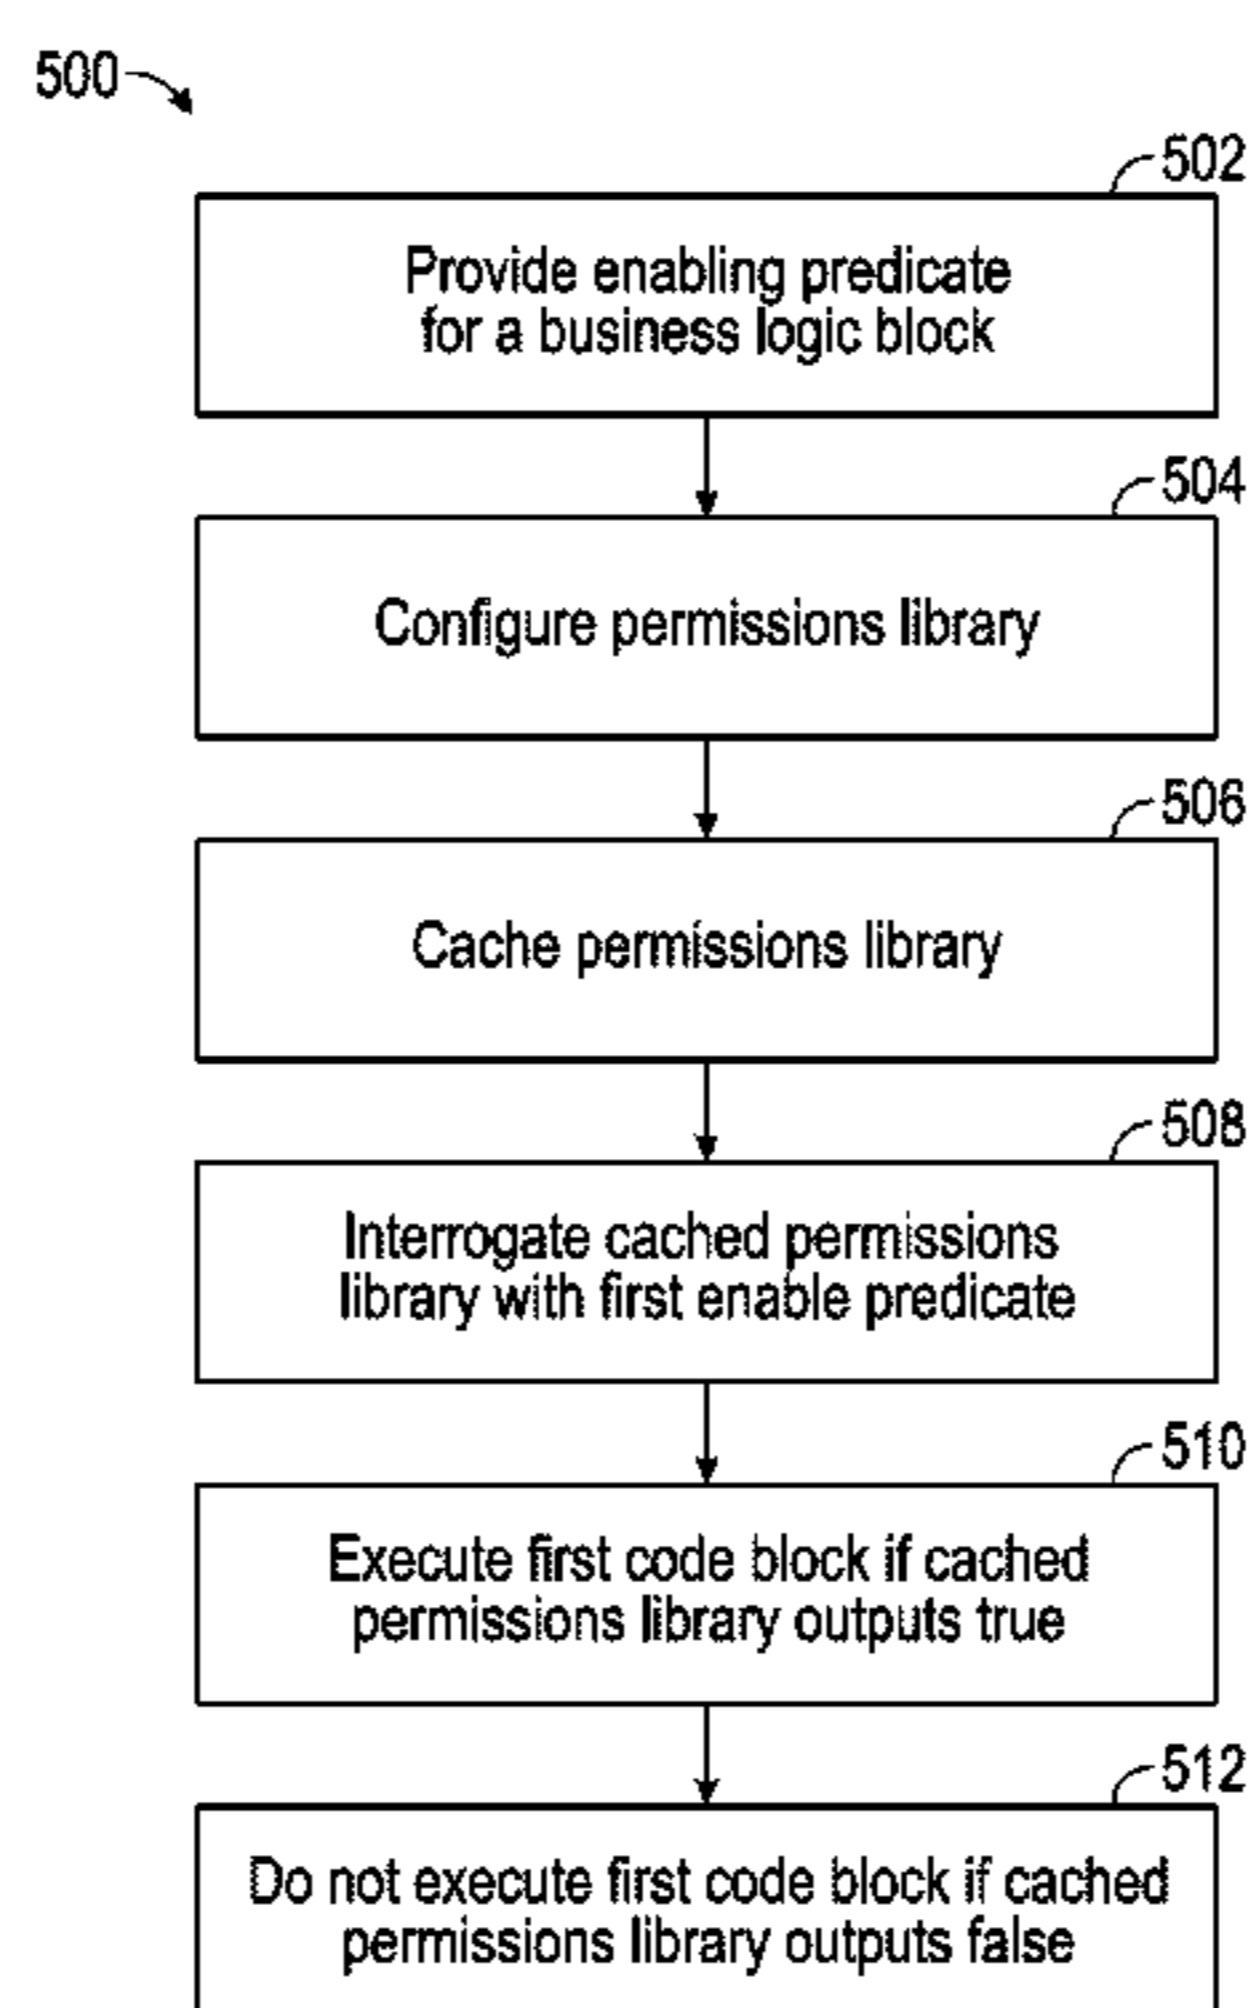 500
502
Provide enabling predicate
for a business logic block
504
Configure permissions library
506
Cache permissions library
508
Interrogate cached permissions
library with first enable predicate
510
Execute first code block if cached
permissions library outputs true
512
Do not execute first code block if cached
permissions library outputs false